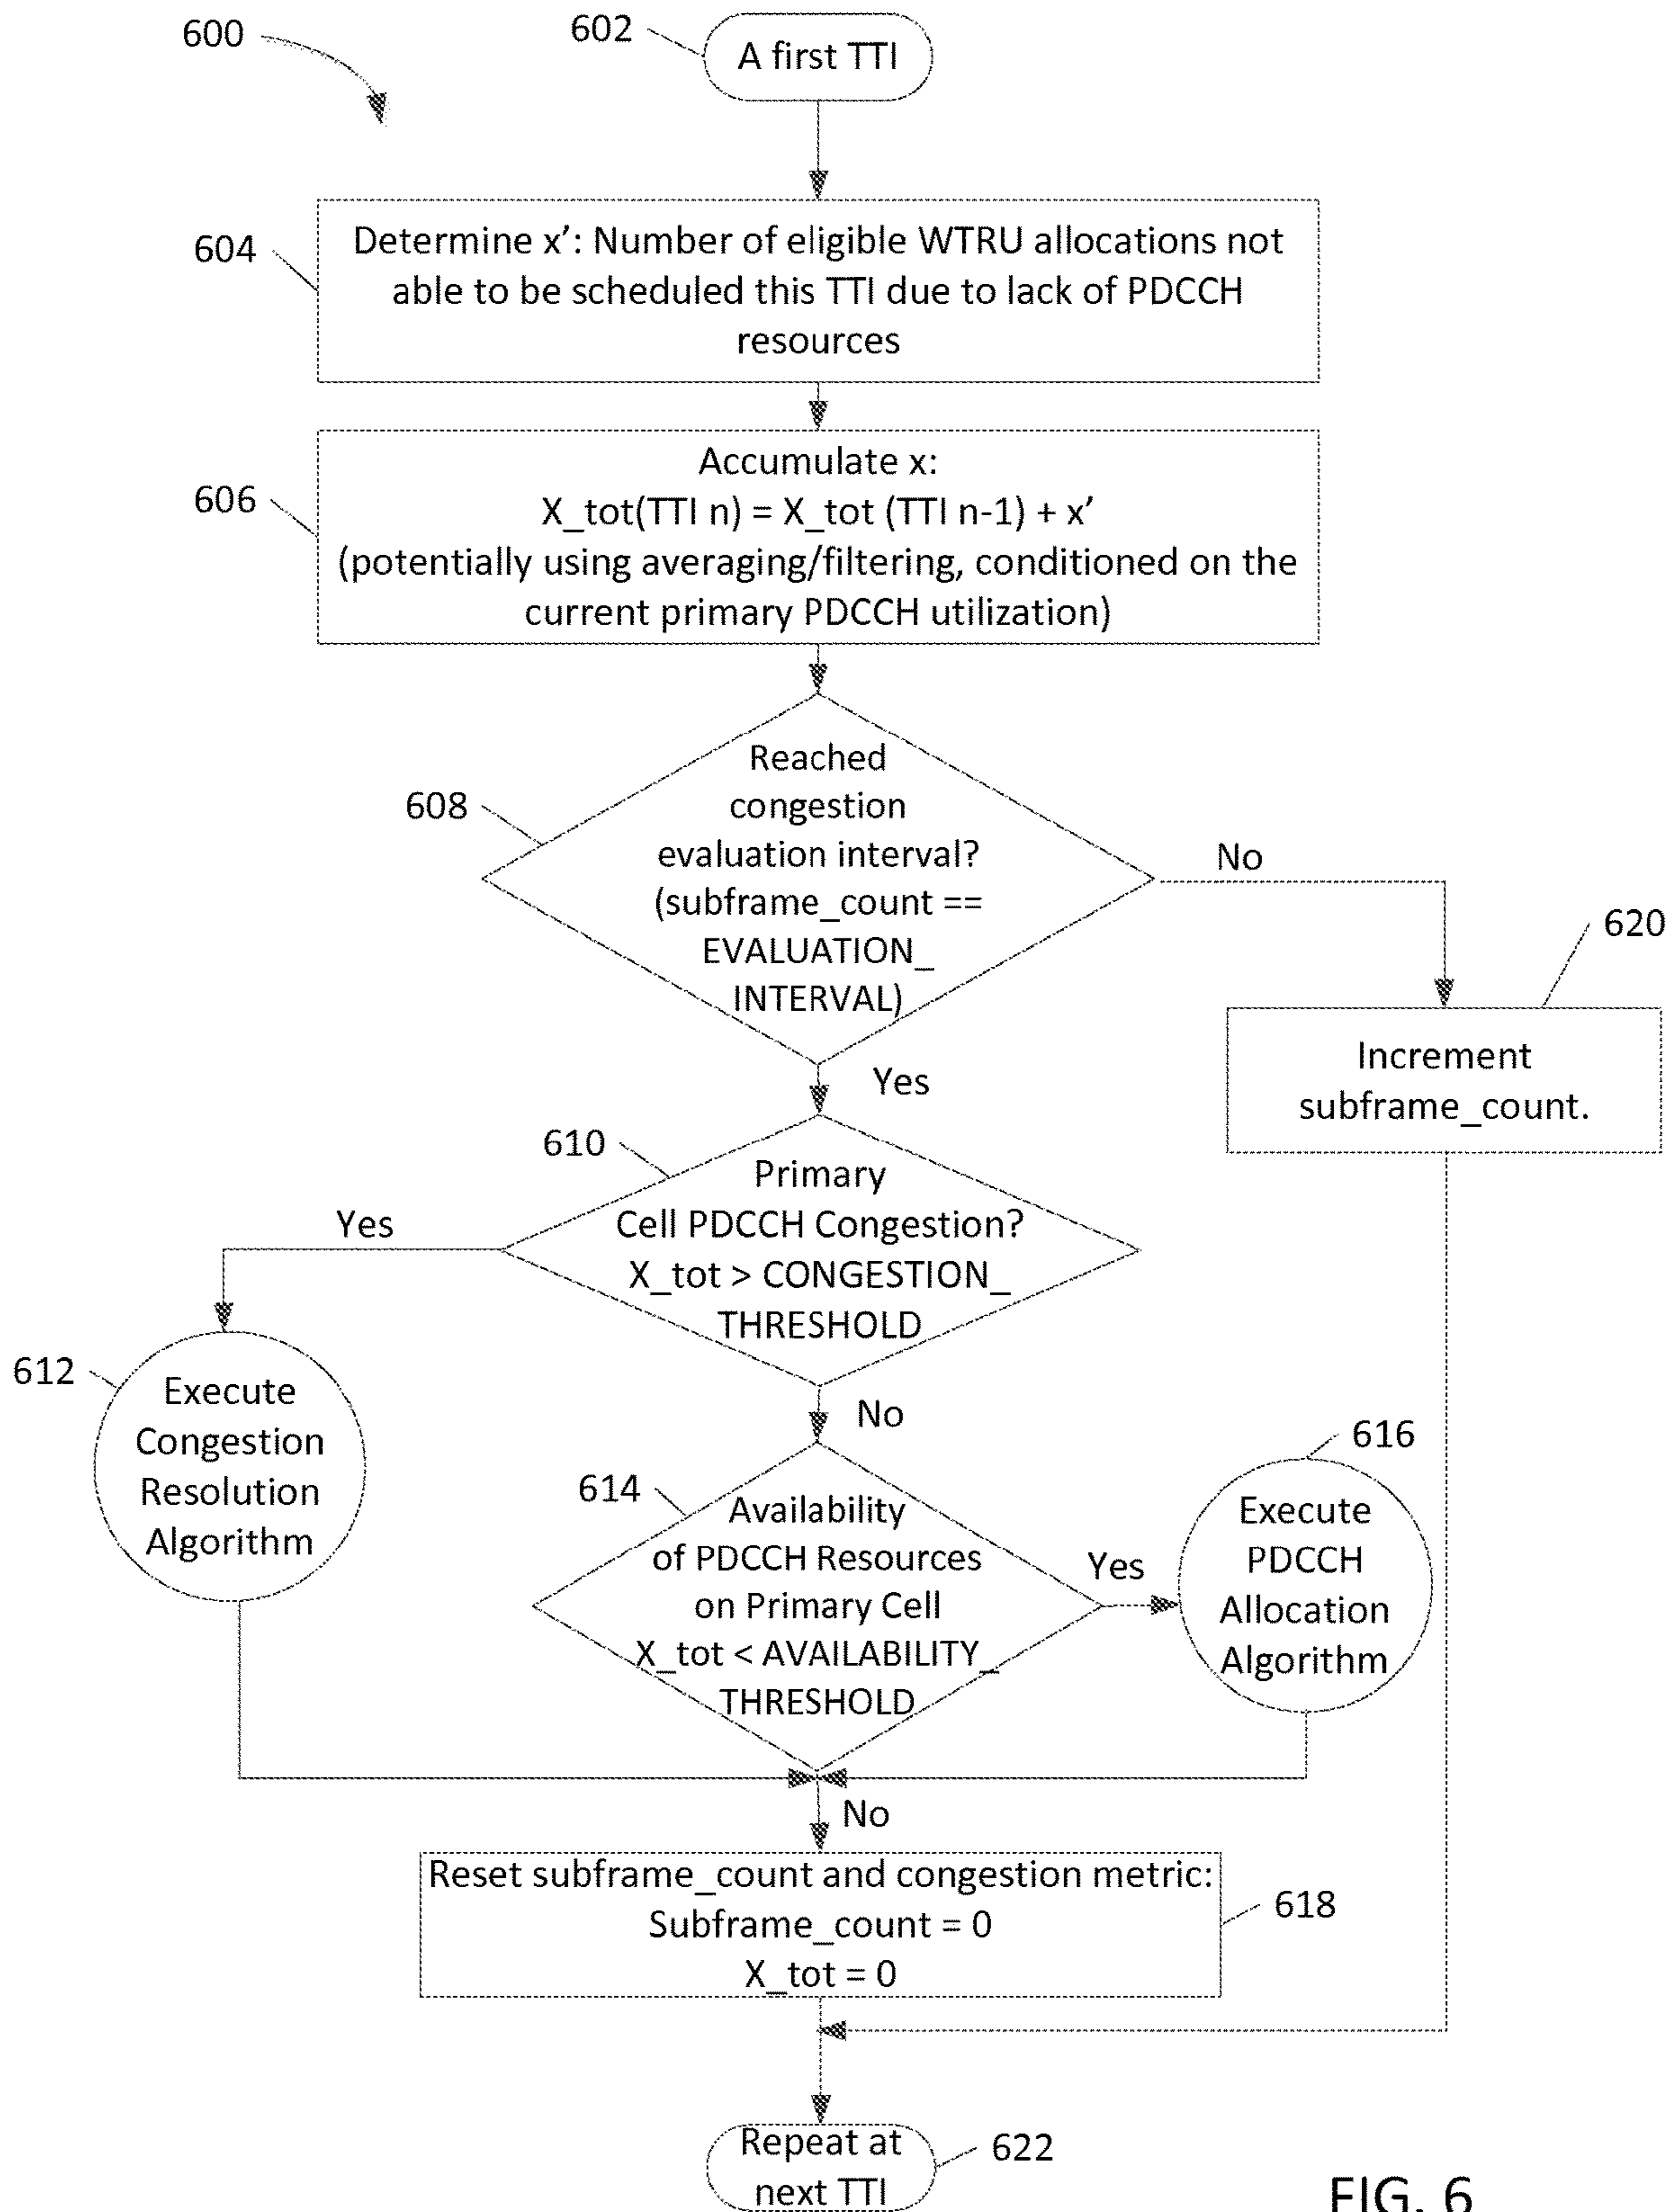 600
602
A first TTI
604
Determine x’: Number of eligible WTRU allocations not
able to be scheduled this TTI due to lack of PDCCH
resources
606
Accumulate x:
X_tot(TTI n) = X_tot (TTI n-1) + x’
(potentially using averaging/filtering, conditioned on the
current primary PDCCH utilization)
608
Reached
congestion
evaluation interval?
(subframe_count ==
EVALUATION_
INTERVAL)
No
620
Increment
subframe_count.
Yes
610
Primary
Cell PDCCH Congestion?
X_tot > CONGESTION_
THRESHOLD
Yes
612
Execute
Congestion
Resolution
Algorithm
No
614
Availability
of PDCCH Resources
on Primary Cell
X_tot < AVAILABILITY_
THRESHOLD
Yes
616
Execute
PDCCH
Allocation
Algorithm
No
Reset subframe_count and congestion metric:
Subframe_count = 0
X_tot = 0
618
Repeat at
next TTI
622
FIG. 6